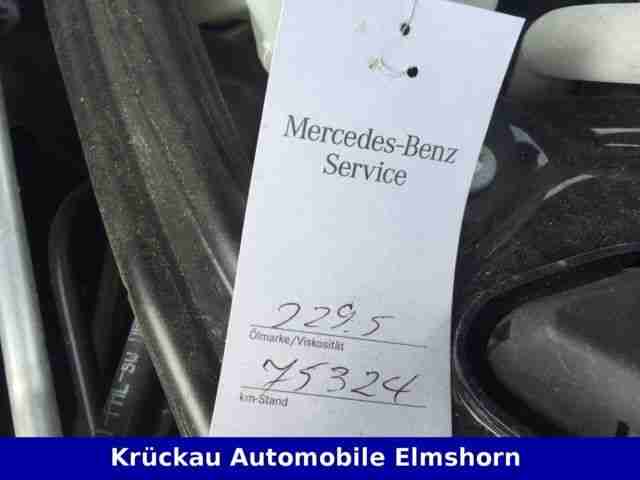 Mercedes-Benz
Service
229.5
Ölmarke/Viskosität
75324
km-Stand
Krückau Automobile Elmshorn